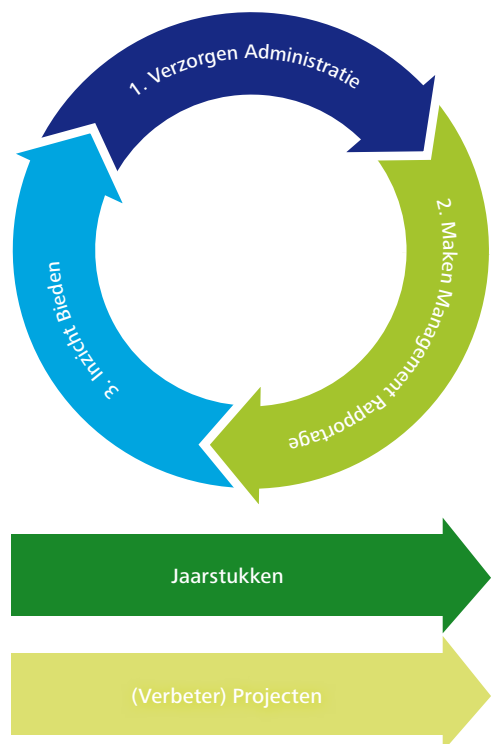 1. Verzorgen Administratie
2. Maken Management Rapportage
3. Inzicht Bieden
Jaarstukken
(Verbeter) Projecten